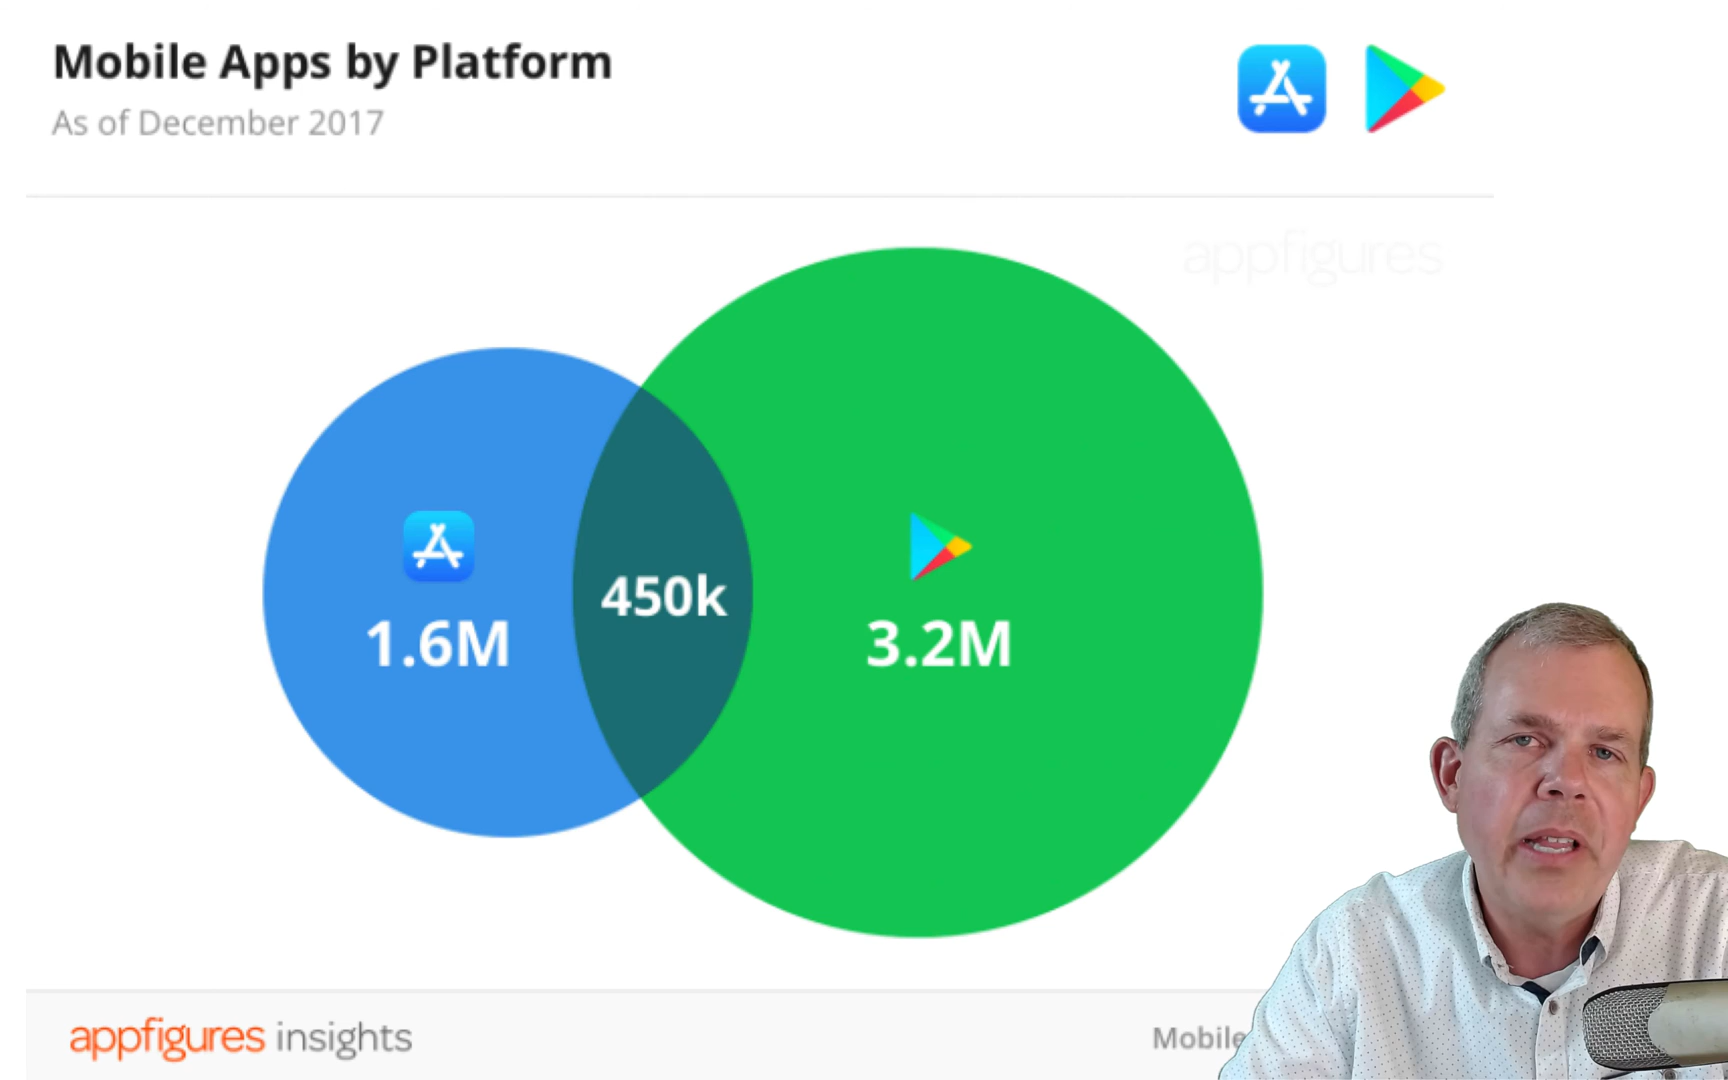 Mobile Apps by Platform
As of December 2017
appfigures
450k
1.6M
3.2M
appfigures insights
Mobile